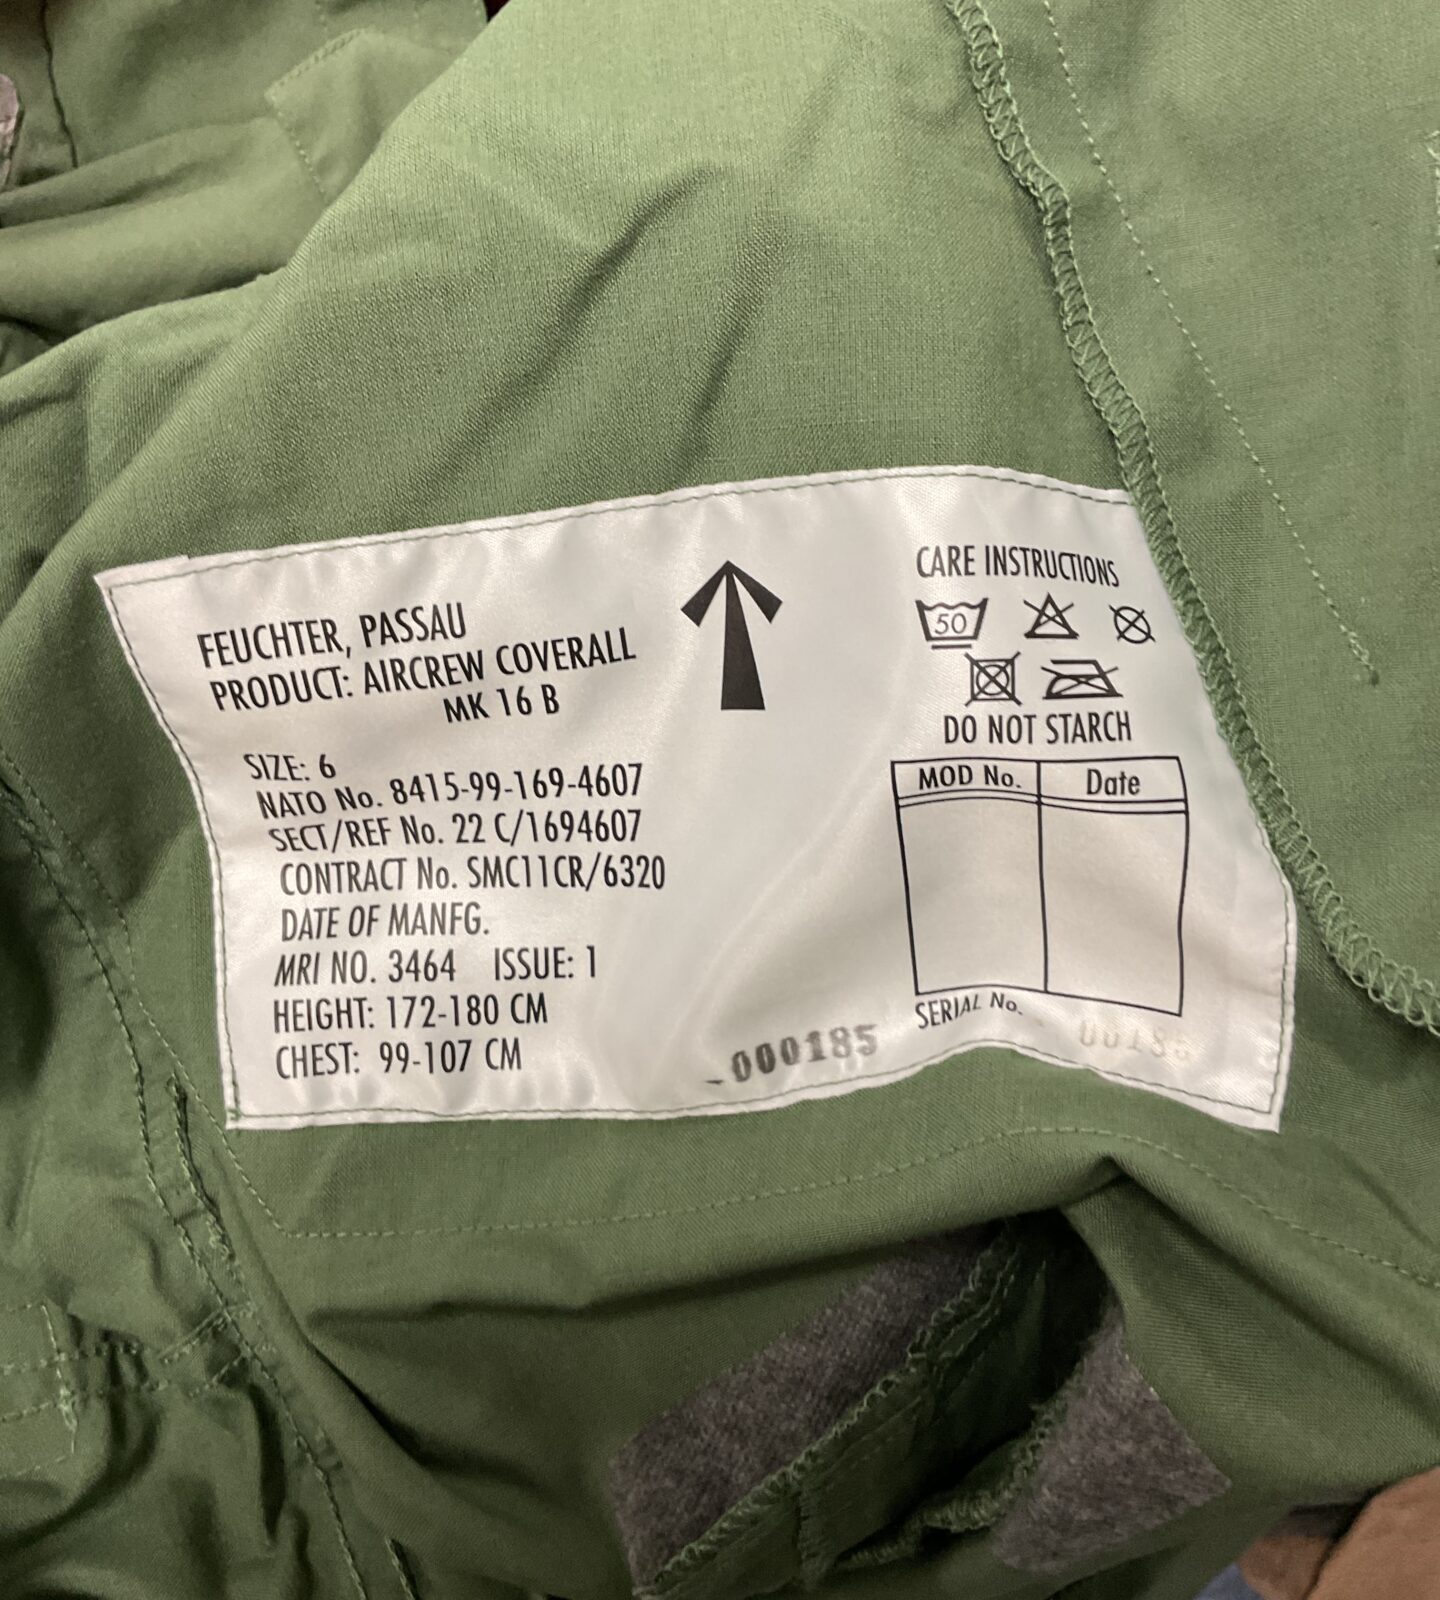 FEUCHTER, PASSAU
PRODUCT: AIRCREW COVERALL
MK 16 B
SIZE: 6
NATO No. 8415-99-169-4607
SECT/REF No. 22 C/1694607
CONTRACT No. SMC11CR/6320
DATE OF MANFG.
MRI NO. 3464 ISSUE: 1
HEIGHT: 172-180 CM
CHEST: 99-107 CM
000185
CARE INSTRUCTIONS
50
DO NOT STARCH
MOD No. Date
SERIAL No.